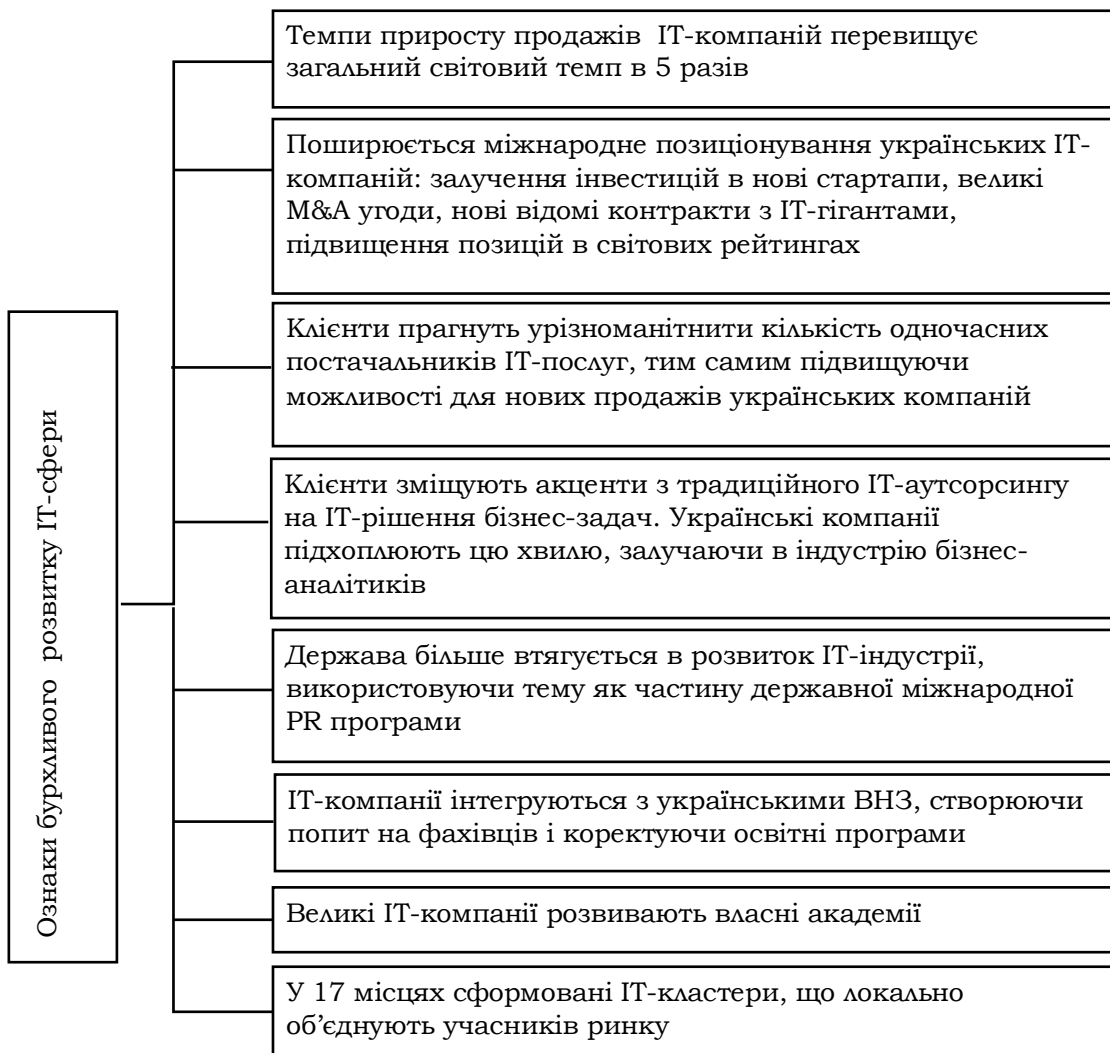 Темпи приросту продажів  ІТ-компаній перевищує
загальний світовий темп в 5 разів
Поширюється міжнародне позиціонування українських ІТ-
компаній: залучення інвестицій в нові стартапи, великі
М&А угоди, нові відомі контракти з ІТ-гігантами,
підвищення позицій в світових рейтингах
Клієнти прагнуть урізноманітнити кількість одночасних
постачальників ІТ-послуг, тим самим підвищуючи
можливості для нових продажів українських компаній
Клієнти зміщують акценти з традиційного ІТ-аутсорсингу
на ІТ-рішення бізнес-задач. Українські компанії
підхоплюють цю хвилю, залучаючи в індустрію бізнес-
аналітиків
Держава більше втягується в розвиток ІТ-індустрії,
використовуючи тему як частину державної міжнародної
PR програми
ІТ-компанії інтегруються з українськими ВНЗ, створюючи
попит на фахівців і коректуючи освітні програми
Великі ІТ-компанії розвивають власні академії
У 17 місцях сформовані ІТ-кластери, що локально
об’єднують учасників ринку
Ознаки бурхливого  розвитку ІТ-сфери